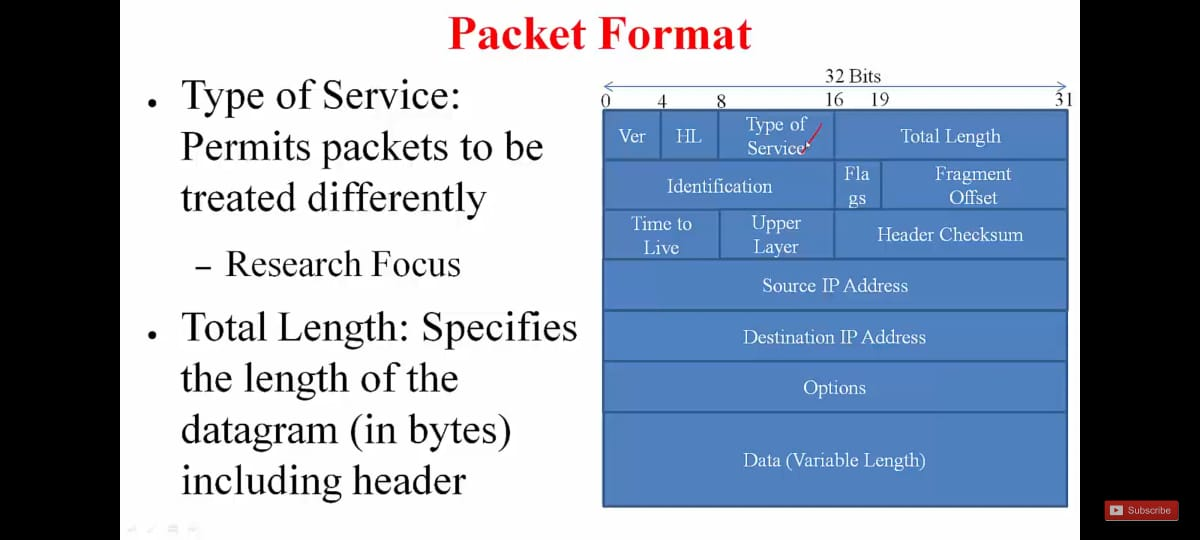 Packet Format
• Type of Service:
Permits packets to be
treated differently
– Research Focus
• Total Length: Specifies
the length of the
datagram (in bytes)
including header
32 Bits
0 4 8 16 19 31
Ver HL Type of
Service Total Length
Identification Fla
gs Fragment
Offset
Time to
Live Upper
Layer Header Checksum
Source IP Address
Destination IP Address
Options
Data (Variable Length)
Subscribe